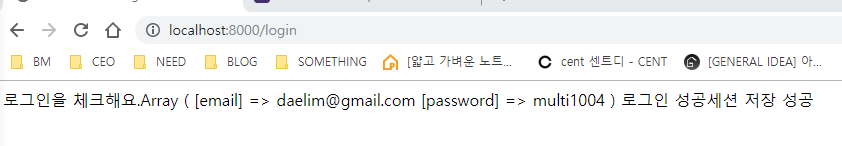 localhost:8000/login
BM CEO NEED BLOG SOMETHING [얇고 가벼운 노트... cent 센트디 - CENT [GENERAL IDEA] 아...
로그인을 체크해요.Array ( [email] => daelim@gmail.com [password] => multi1004 ) 로그인 성공세션 저장 성공